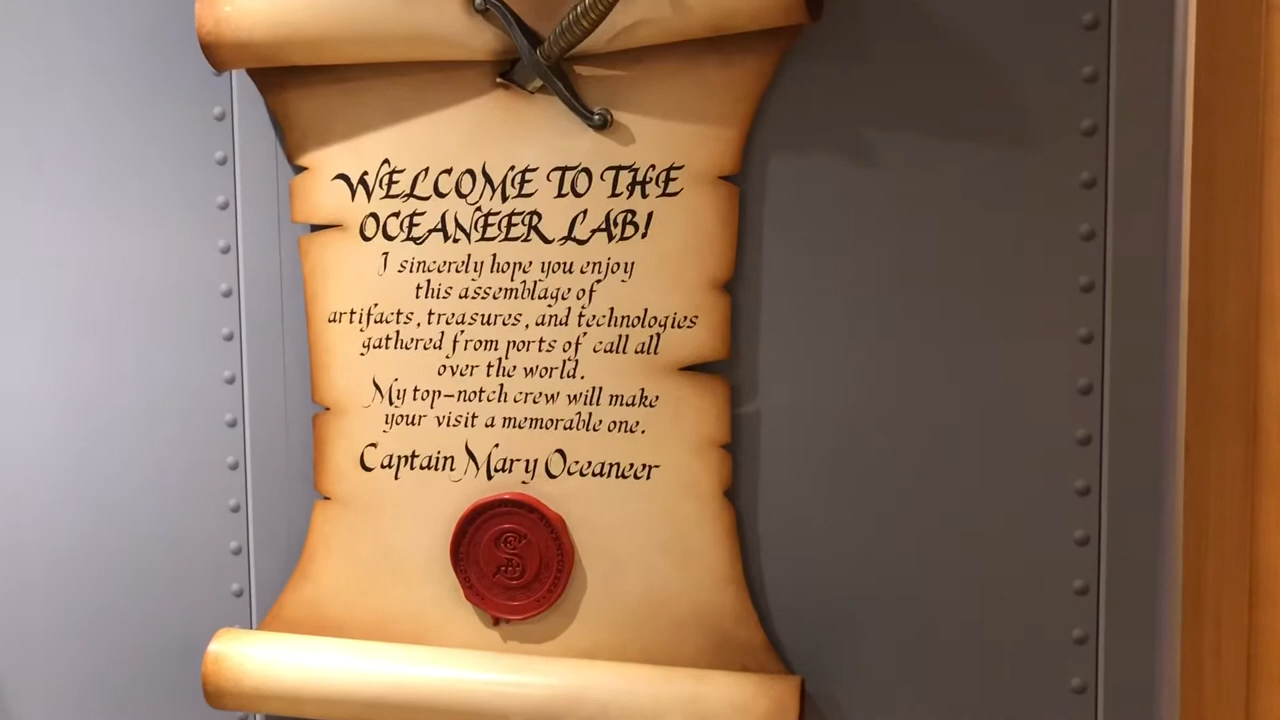 WELCOME TO THE
OCEANEER LAB!
I sincerely hope you enjoy
this assemblage of
artifacts, treasures, and technologies
gathered from ports of call all
over the world.
My top-notch crew will make
your visit a memorable one.
Captain Mary Oceaneer
S